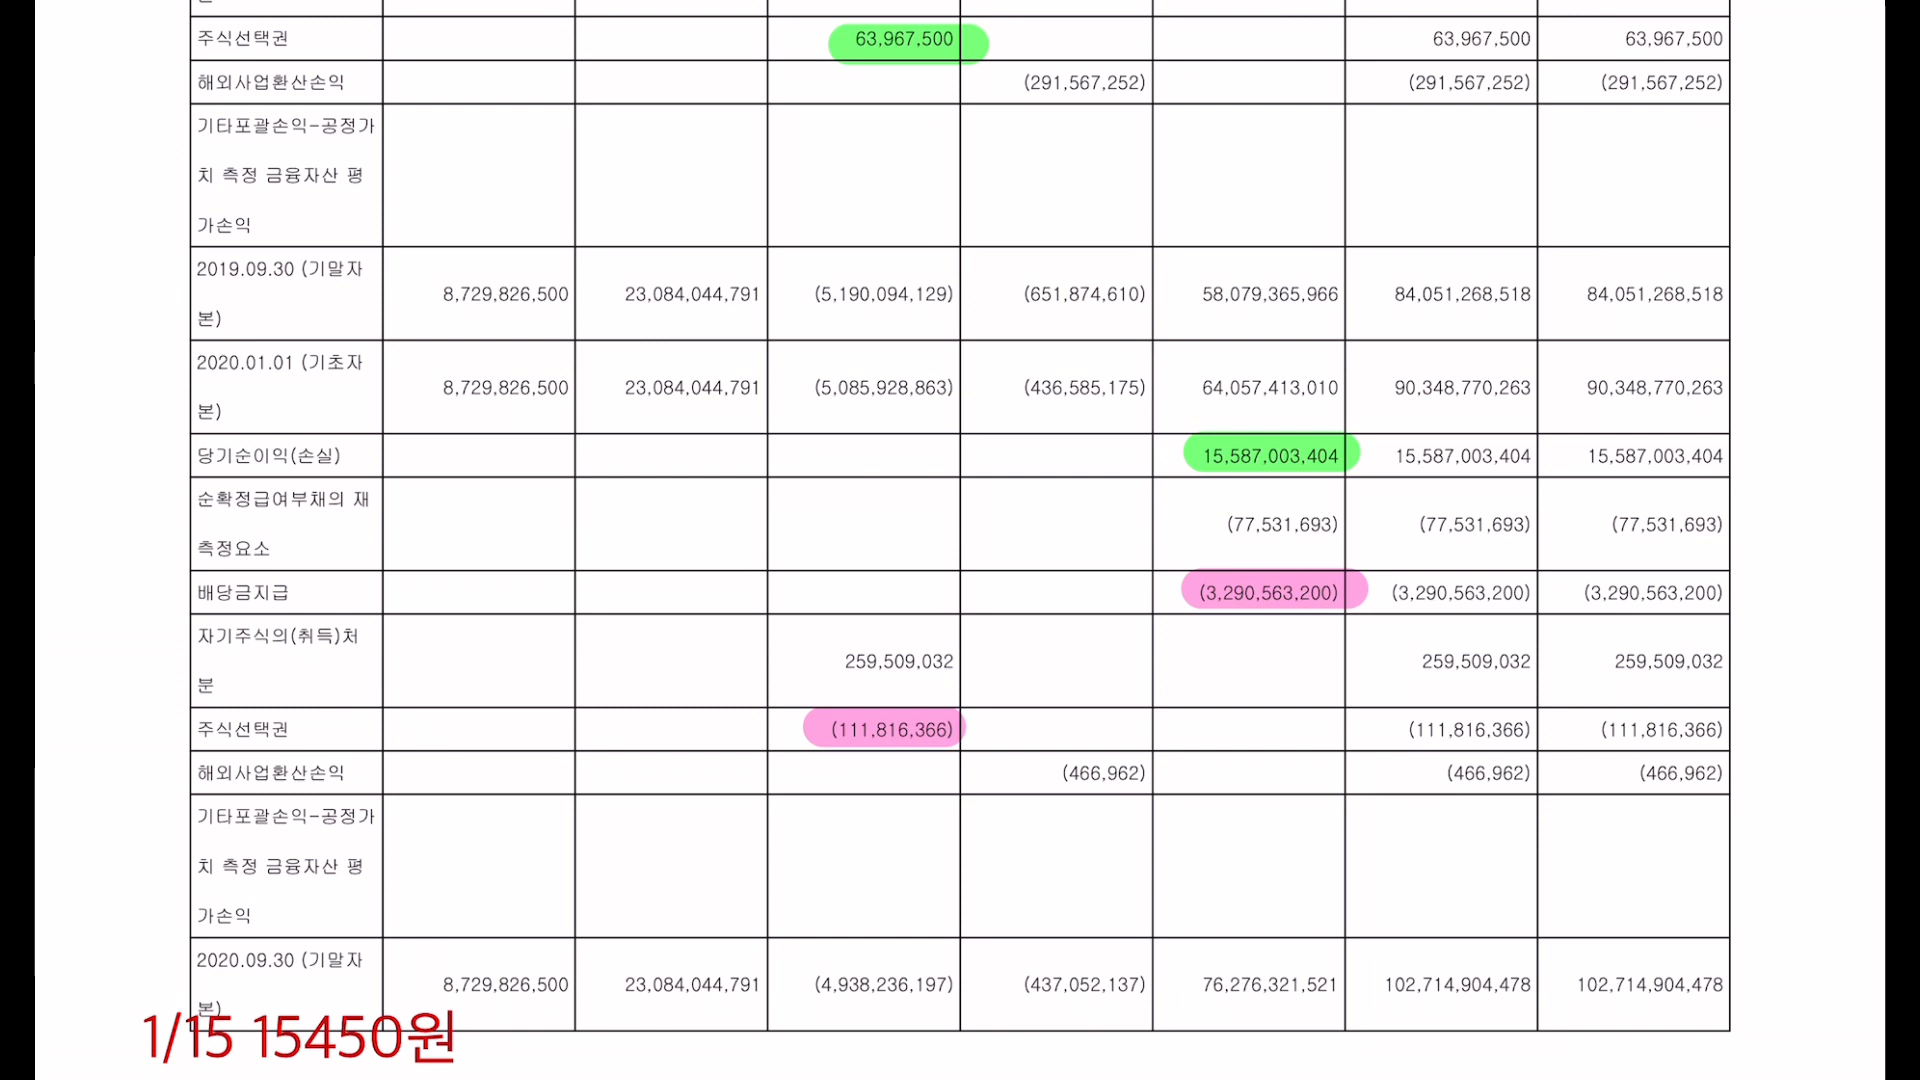 주식선택권 63,967,500 63,967,500 63,967,500
해외사업환산손익 (291,567,252) (291,567,252) (291,567,252)
기타포괄손익-공정가
치 측정 금융자산 평
가손익
2019.09.30 (기말자
본) 8,729,826,500 23,084,044,791 (5,190,094,129) (651,874,610) 58,079,365,966 84,051,268,518 84,051,268,518
2020.01.01 (기초자
본) 8,729,826,500 23,084,044,791 (5,085,928,863) (436,585,175) 64,057,413,010 90,348,770,263 90,348,770,263
당기순이익(손실) 15,587,003,404 15,587,003,404 15,587,003,404
순확정급여부채의 재
측정요소 (77,531,693) (77,531,693) (77,531,693)
배당금지급 (3,290,563,200) (3,290,563,200) (3,290,563,200)
자기주식의(취득)처
분 259,509,032 259,509,032 259,509,032
주식선택권 (111,816,366) (111,816,366) (111,816,366)
해외사업환산손익 (466,962) (466,962) (466,962)
기타포괄손익-공정가
치 측정 금융자산 평
가손익
2020.09.30 (기말자
본) 8,729,826,500 23,084,044,791 (4,938,236,197) (437,052,137) 76,276,321,521 102,714,904,478 102,714,904,478
1/15 15450원